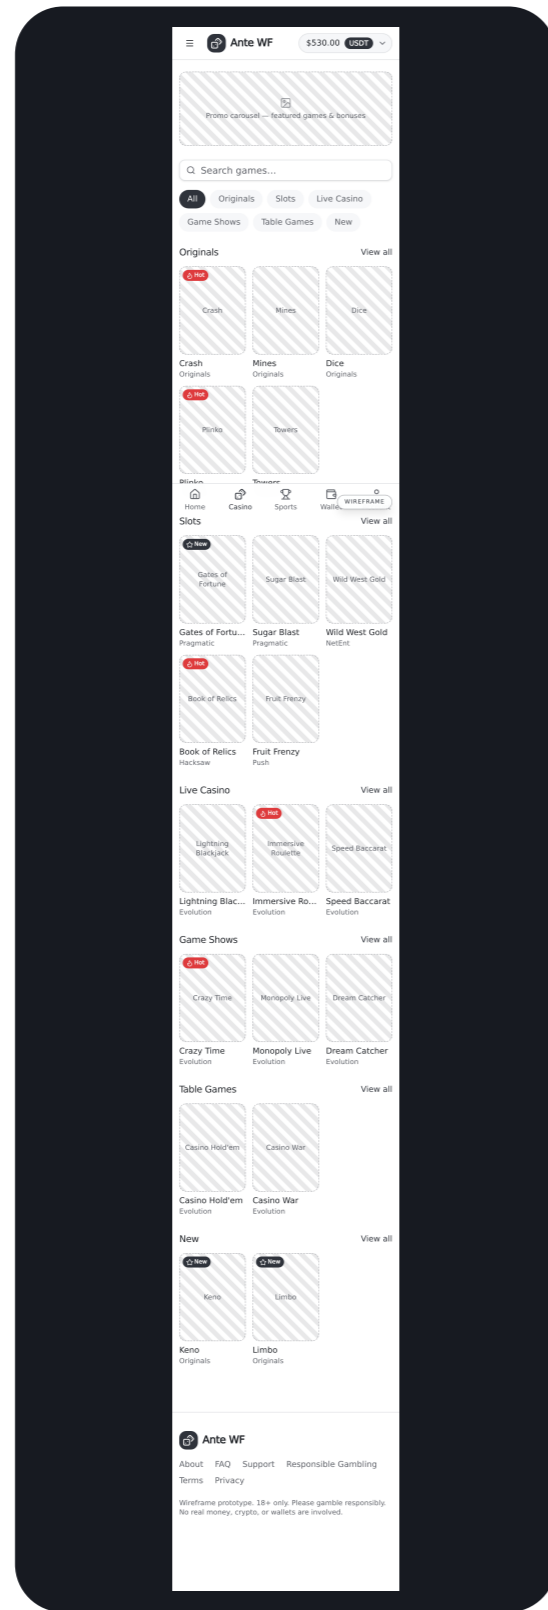 Ante WF
$530.00 USDT
Promo carousel — featured games & bonuses
Search games...
All Originals Slots Live Casino
Game Shows Table Games New
Originals View all
Hot
Crash Mines Dice
Crash Mines Dice
Originals Originals Originals
Hot
Plinko Towers
Plinko Towers
Home Casino Sports
WIREFRAME
Slots View all
New
Gates of
Fortune
Sugar Blast Wild West Gold
Gates of Fortu... Sugar Blast Wild West Gold
Pragmatic Pragmatic NetEnt
Hot
Book of Relics Fruit Frenzy
Book of Relics Fruit Frenzy
Hacksaw Push
Live Casino View all
Hot
Lightning
Blackjack
Immersive
Roulette
Speed Baccarat
Lightning Blac... Immersive Ro... Speed Baccarat
Evolution Evolution Evolution
Game Shows View all
Hot
Crazy Time Monopoly Live Dream Catcher
Crazy Time Monopoly Live Dream Catcher
Evolution Evolution Evolution
Table Games View all
Casino Hold'em Casino War
Casino Hold'em Casino War
Evolution Evolution
New View all
New New
Keno Limbo
Keno Limbo
Originals Originals
Ante WF
About FAQ Support Responsible Gambling
Terms Privacy
Wireframe prototype. 18+ only. Please gamble responsibly.
No real money, crypto, or wallets are involved.